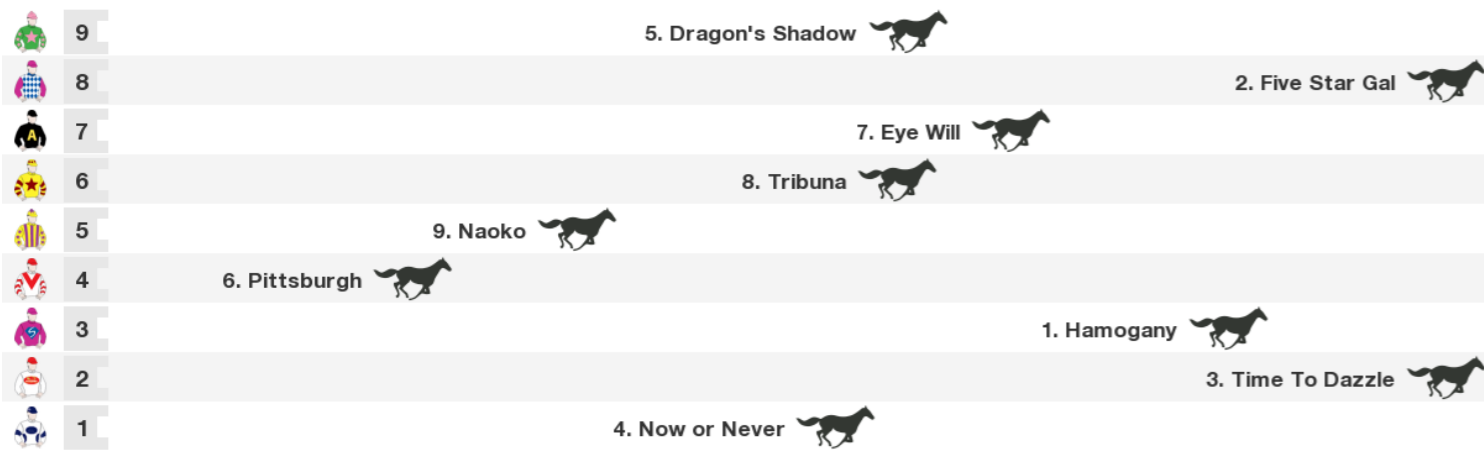 9 5. Dragon's Shadow
8 2. Five Star Gal
7 7. Eye Will
A
6 8. Tribuna
5 9. Naoko
4 6. Pittsburgh
3 1. Hamogany
2 3. Time To Dazzle
1 4. Now or Never